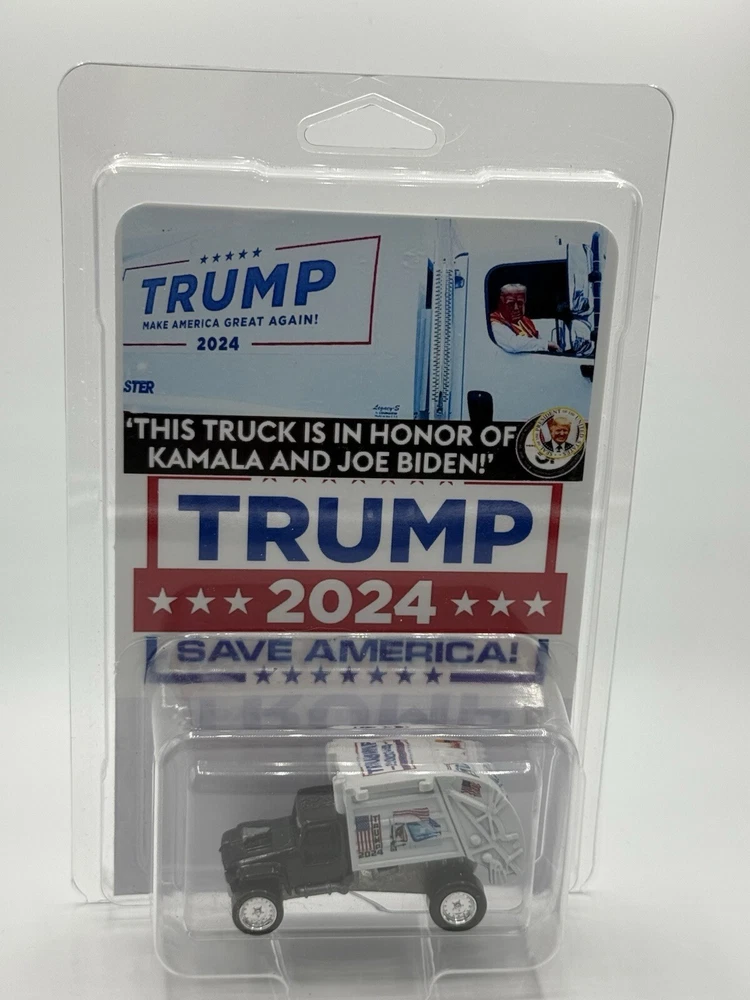 TRUMP
MAKE AMERICA GREAT AGAIN!
2024
STER
'THIS TRUCK IS IN HONOR OF
KAMALA AND JOE BIDEN!'
TRUMP
2024
SAVE AMERICA!
TRUMP